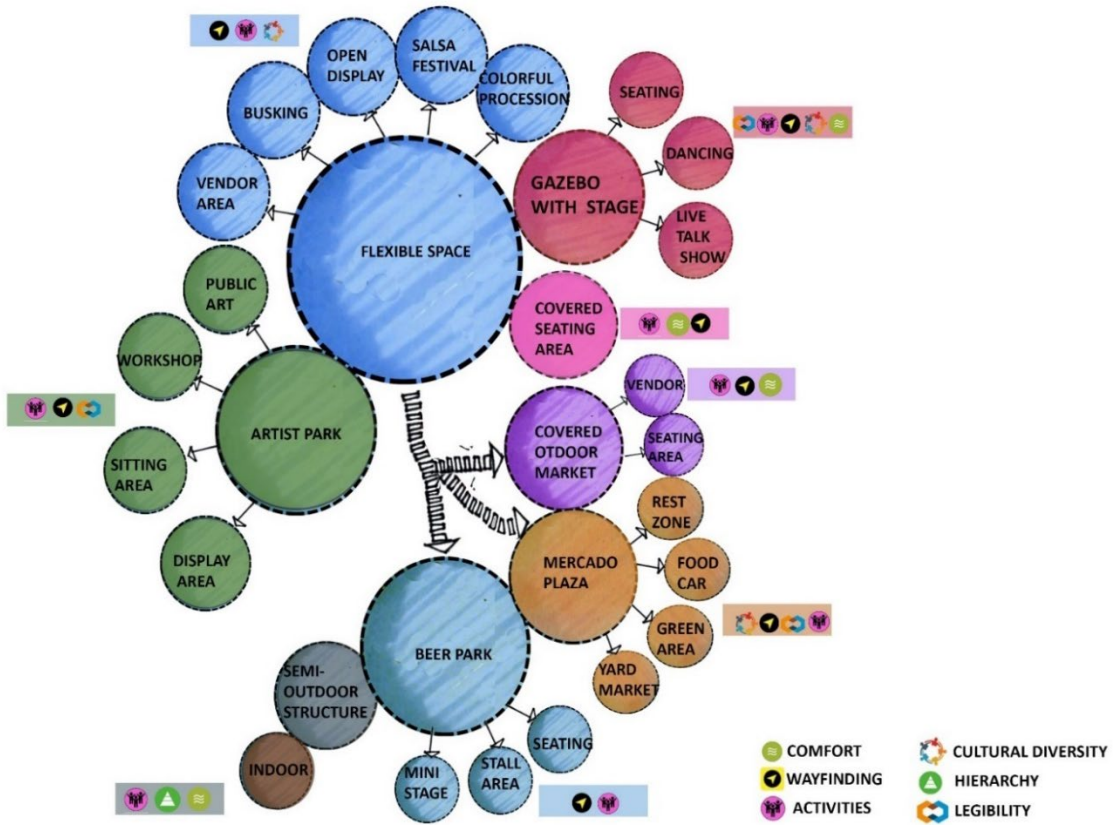 OPEN
DISPLAY
SALSA
FESTIVAL
COLORFUL
PROCESSION
BUSKING
VENDOR
AREA
FLEXIBLE SPACE
SEATING
DANCING
LIVE
TALK
SHOW
GAZEBO
WITH STAGE
COVERED
SEATING
AREA
PUBLIC
ART
WORKSHOP
SITTING
AREA
DISPLAY
AREA
ARTIST PARK
COVERED
OTDOOR
MARKET
VENDOR
SEATING
AREA
MERCADO
PLAZA
REST
ZONE
FOOD
CAR
GREEN
AREA
YARD
MARKET
BEER PARK
SEMI-
OUTDOOR
STRUCTURE
INDOOR
MINI
STAGE
STALL
AREA
SEATING
COMFORT
WAYFINDING
ACTIVITIES
CULTURAL DIVERSITY
HIERARCHY
LEGIBILITY